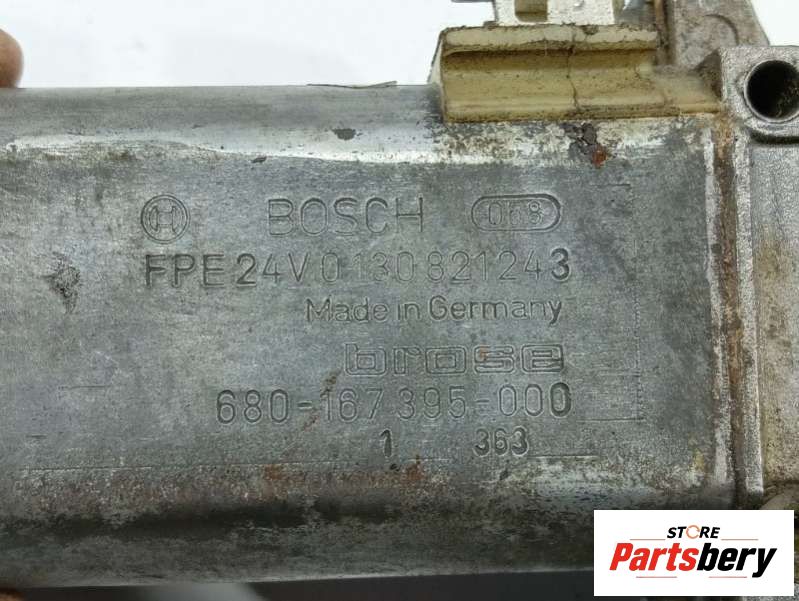 BOSCH 068
FPE 24V 0 130 821 243
Made in Germany
brose
680-167 395-000
1 363
STORE
Partsbery